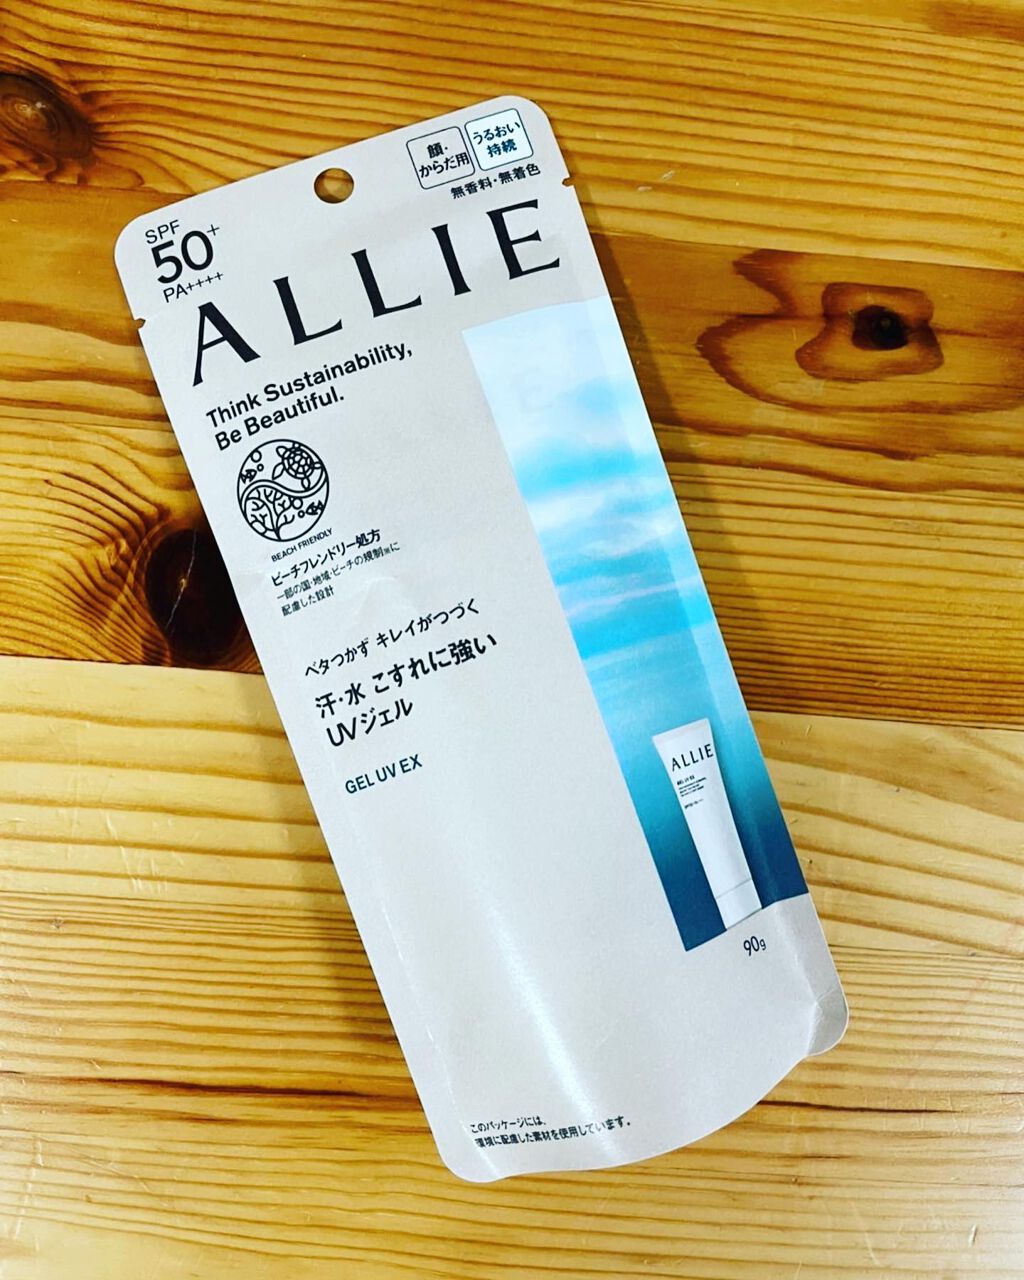 顔・
からだ用
うるおい
持続
無香料・無着色
SPF
50+
PA++++
ALLIE
Think Sustainability,
Be Beautiful.
BEACH FRIENDLY
ビーチフレンドリー処方
一部の国・地域・ビーチの規制※に
配慮した設計
ベタつかず キレイがつづく
汗・水 こすれに強い
UVジェル
GEL UV EX
ALLIE
GEL UV EX
90g
このパッケージには、
環境に配慮した素材を使用しています。